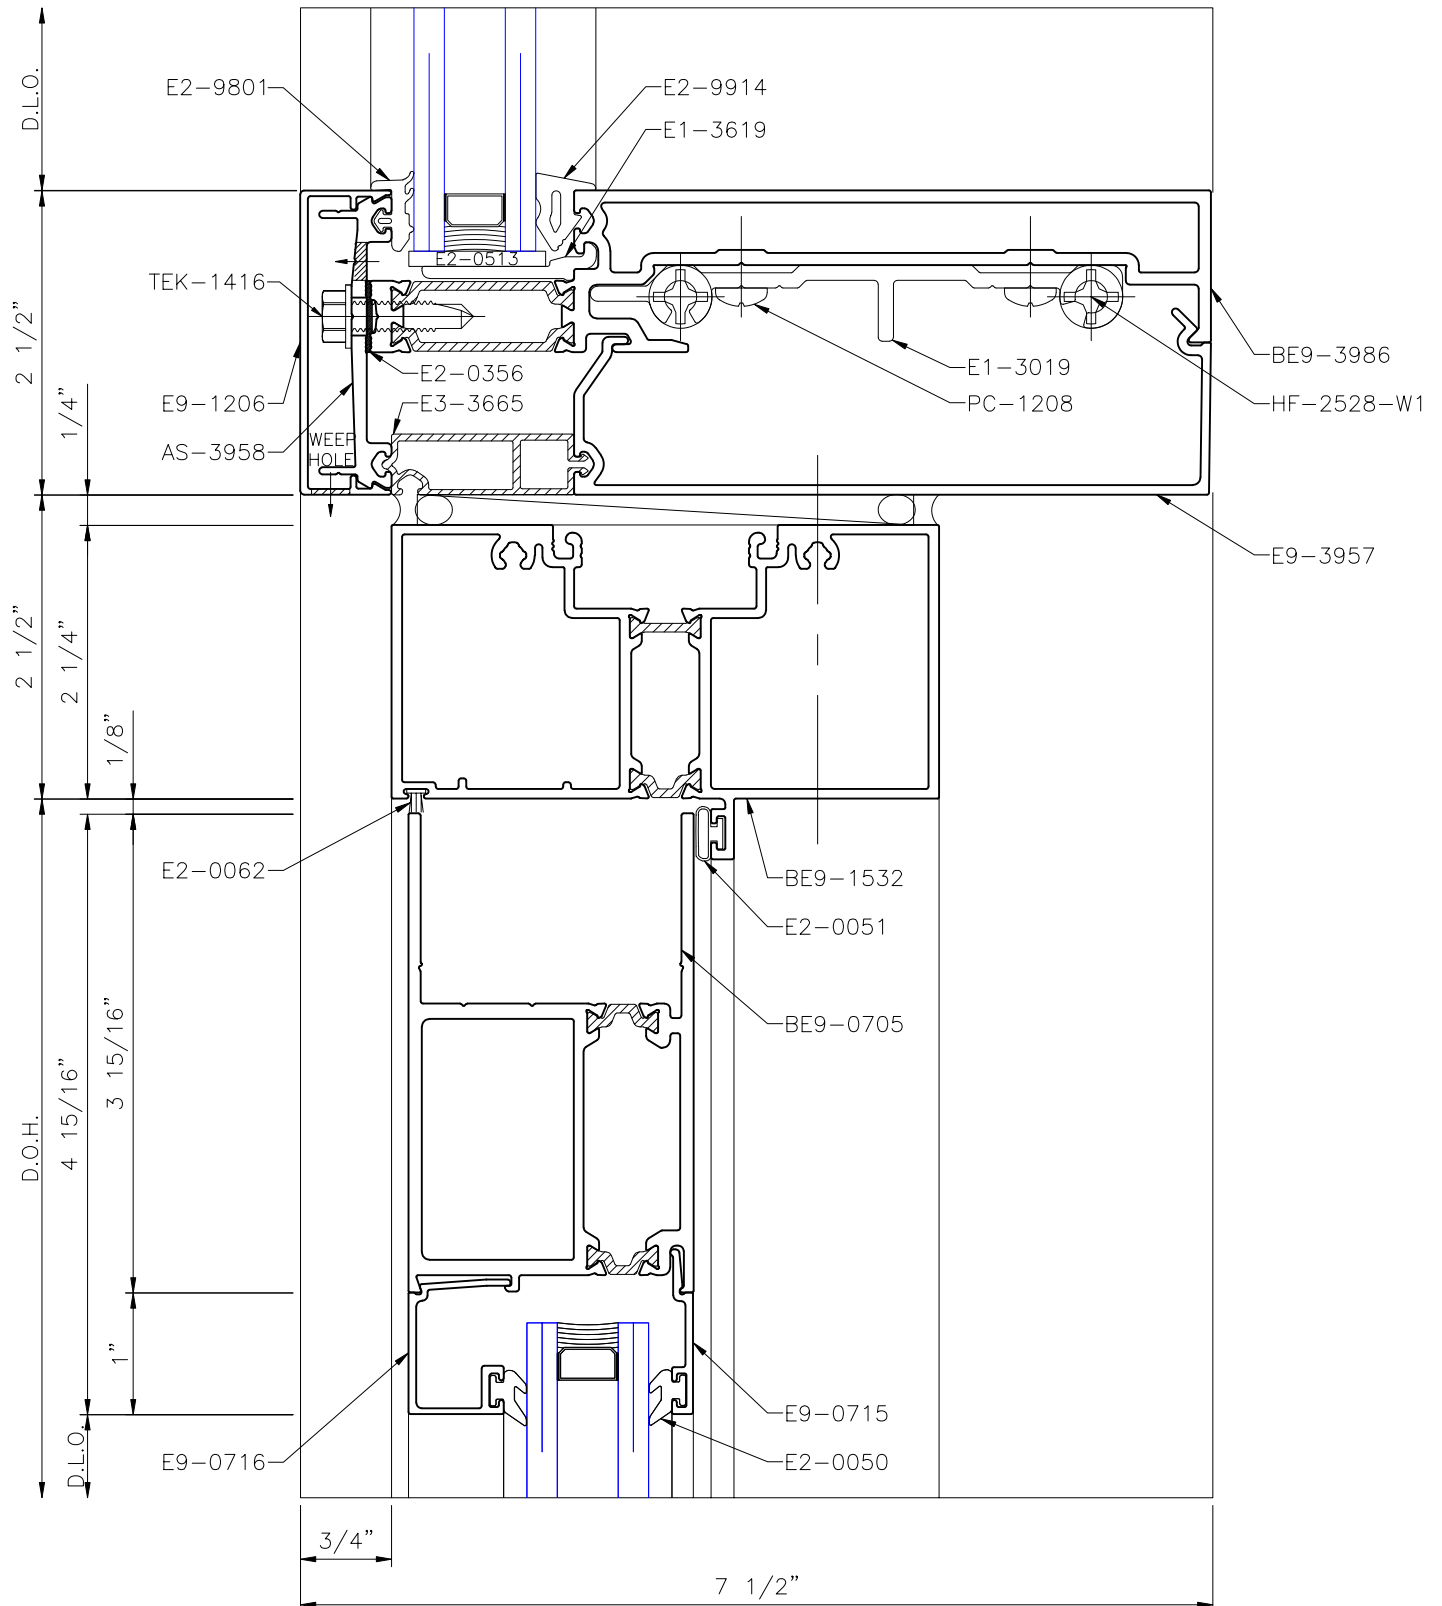 D.L.O.
E2-9801
E2-9914
E1-3619
E2-0513
TEK-1416
2 1/2"
BE9-3986
E2-0356
E1-3019
E9-1206
E3-3665
PC-1208
HF-2528-W1
1/4"
AS-3958
WEEP
HOLE
E9-3957
2 1/2"
2 1/4"
1/8"
E2-0062
BE9-1532
E2-0051
BE9-0705
3 15/16"
4 15/16"
D.O.H.
1"
E9-0715
D.L.O.
E9-0716
E2-0050
3/4"
7 1/2"